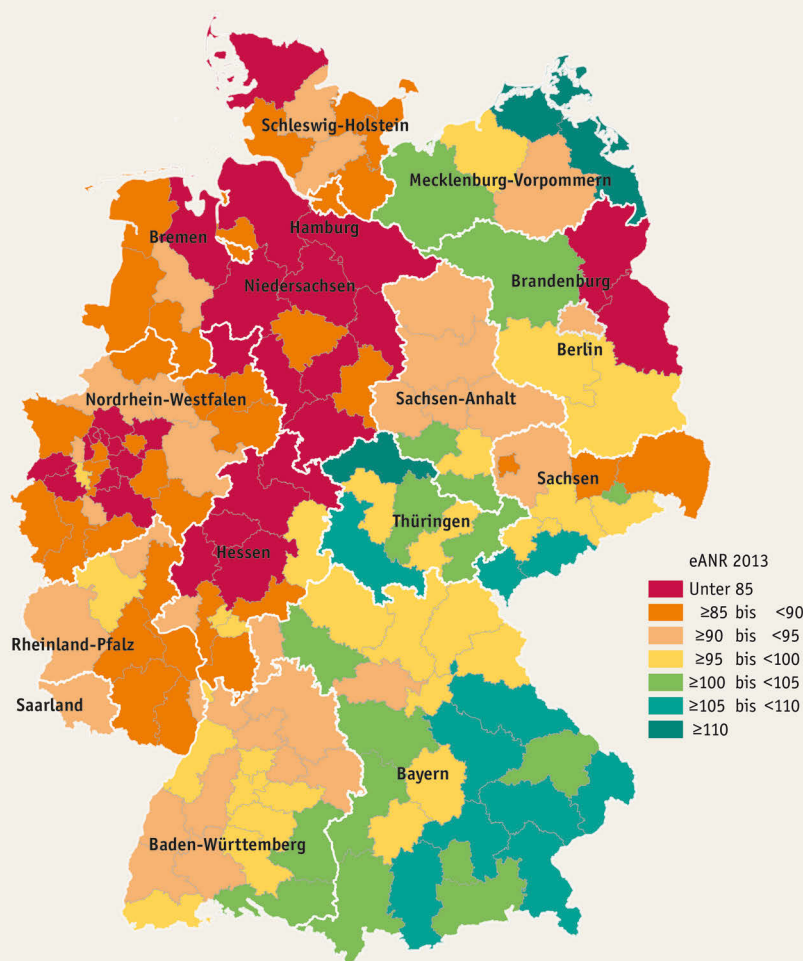 Schleswig-Holstein
Mecklenburg-Vorpommern
Hamburg
Bremen
Niedersachsen
Brandenburg
Berlin
Nordrhein-Westfalen
Sachsen-Anhalt
Sachsen
Thüringen
Hessen
Rheinland-Pfalz
Saarland
Bayern
Baden-Württemberg
eANR 2013
Unter 85
≥85 bis <90
≥90 bis <95
≥95 bis <100
≥100 bis <105
≥105 bis <110
≥110